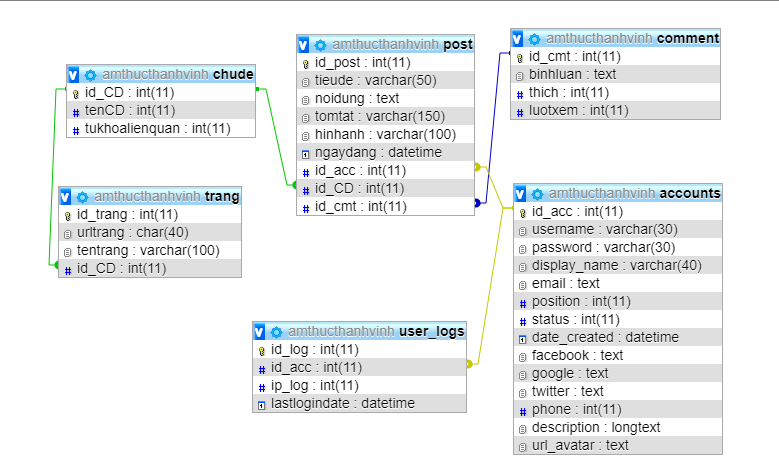 amthucthanhvinh chude
id_CD : int(11)
tenCD : int(11)
tukhoalienquan : int(11)
amthucthanhvinh trang
id_trang : int(11)
urltrang : char(40)
tentrang : varchar(100)
id_CD : int(11)
amthucthanhvinh post
id_post : int(11)
tieude : varchar(50)
noidung : text
tomtat : varchar(150)
hinhanh : varchar(100)
ngaydang : datetime
id_acc : int(11)
id_CD : int(11)
id_cmt : int(11)
amthucthanhvinh user_logs
id_log : int(11)
id_acc : int(11)
ip_log : int(11)
lastlogindate : datetime
amthucthanhvinh comment
id_cmt : int(11)
binhluan : text
thich : int(11)
luotxem : int(11)
amthucthanhvinh accounts
id_acc : int(11)
username : varchar(30)
password : varchar(30)
display_name : varchar(40)
email : text
position : int(11)
status : int(11)
date_created : datetime
facebook : text
google : text
twitter : text
phone : int(11)
description : longtext
url_avatar : text